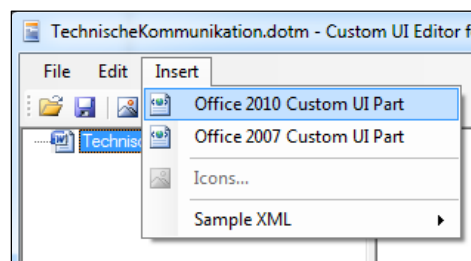 TechnischeKommunikation.dotm - Custom UI Editor f
File Edit Insert
Office 2010 Custom UI Part
Technis
Office 2007 Custom UI Part
Icons...
Sample XML